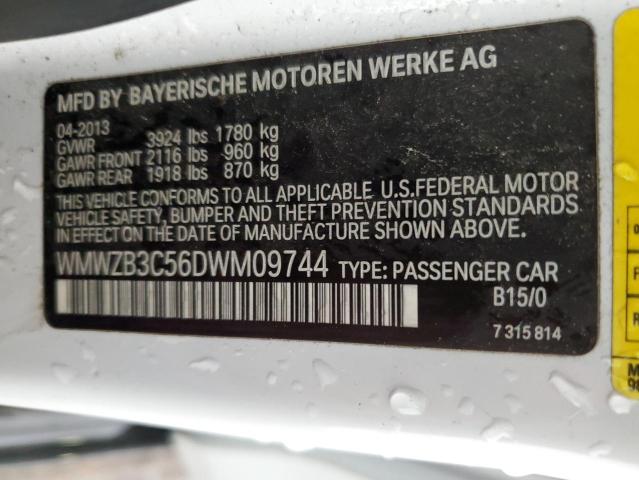 MFD BY BAYERISCHE MOTOREN WERKE AG
04-2013
GVWR 3924 lbs 1780 kg
GAWR FRONT 2116 lbs 960 kg
GAWR REAR 1918 lbs 870 kg
THIS VEHICLE CONFORMS TO ALL APPLICABLE U.S.FEDERAL MOTOR
VEHICLE SAFETY, BUMPER AND THEFT PREVENTION STANDARDS
IN EFFECT ON THE DATE OF MANUFACTURE SHOWN ABOVE.
WMWZB3C56DWM09744 TYPE: PASSENGER CAR
B15/0
7 315 814